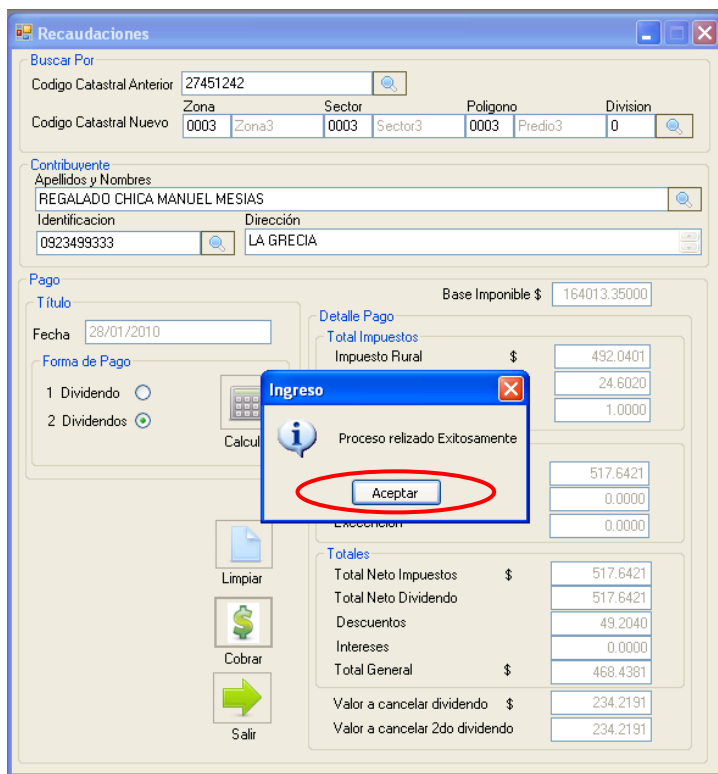 Recaudaciones
Buscar Por
Codigo Catastral Anterior 27451242
Zona Sector Poligono Division
Codigo Catastral Nuevo 0003 Zona3 0003 Sector3 0003 Predio3 0
Contribuyente
Apellidos y Nombres
REGALADO CHICA MANUEL MESIAS
Identificacion Dirección
0923499333 LA GRECIA
Pago
Base Imponible $ 164013.35000
Título
Fecha 28/01/2010
Forma de Pago
1 Dividendo
2 Dividendos
Calcul
Detalle Pago
Total Impuestos
Impuesto Rural $ 492.0401
24.6020
1.0000
Ingreso
Proceso relizado Exitosamente
Aceptar
517.6421
0.0000
0.0000
Limpiar
Cobrar
Salir
Totales
Total Neto Impuestos $ 517.6421
Total Neto Dividendo 517.6421
Descuentos 49.2040
Intereses 0.0000
Total General $ 468.4381
Valor a cancelar dividendo $ 234.2191
Valor a cancelar 2do dividendo 234.2191